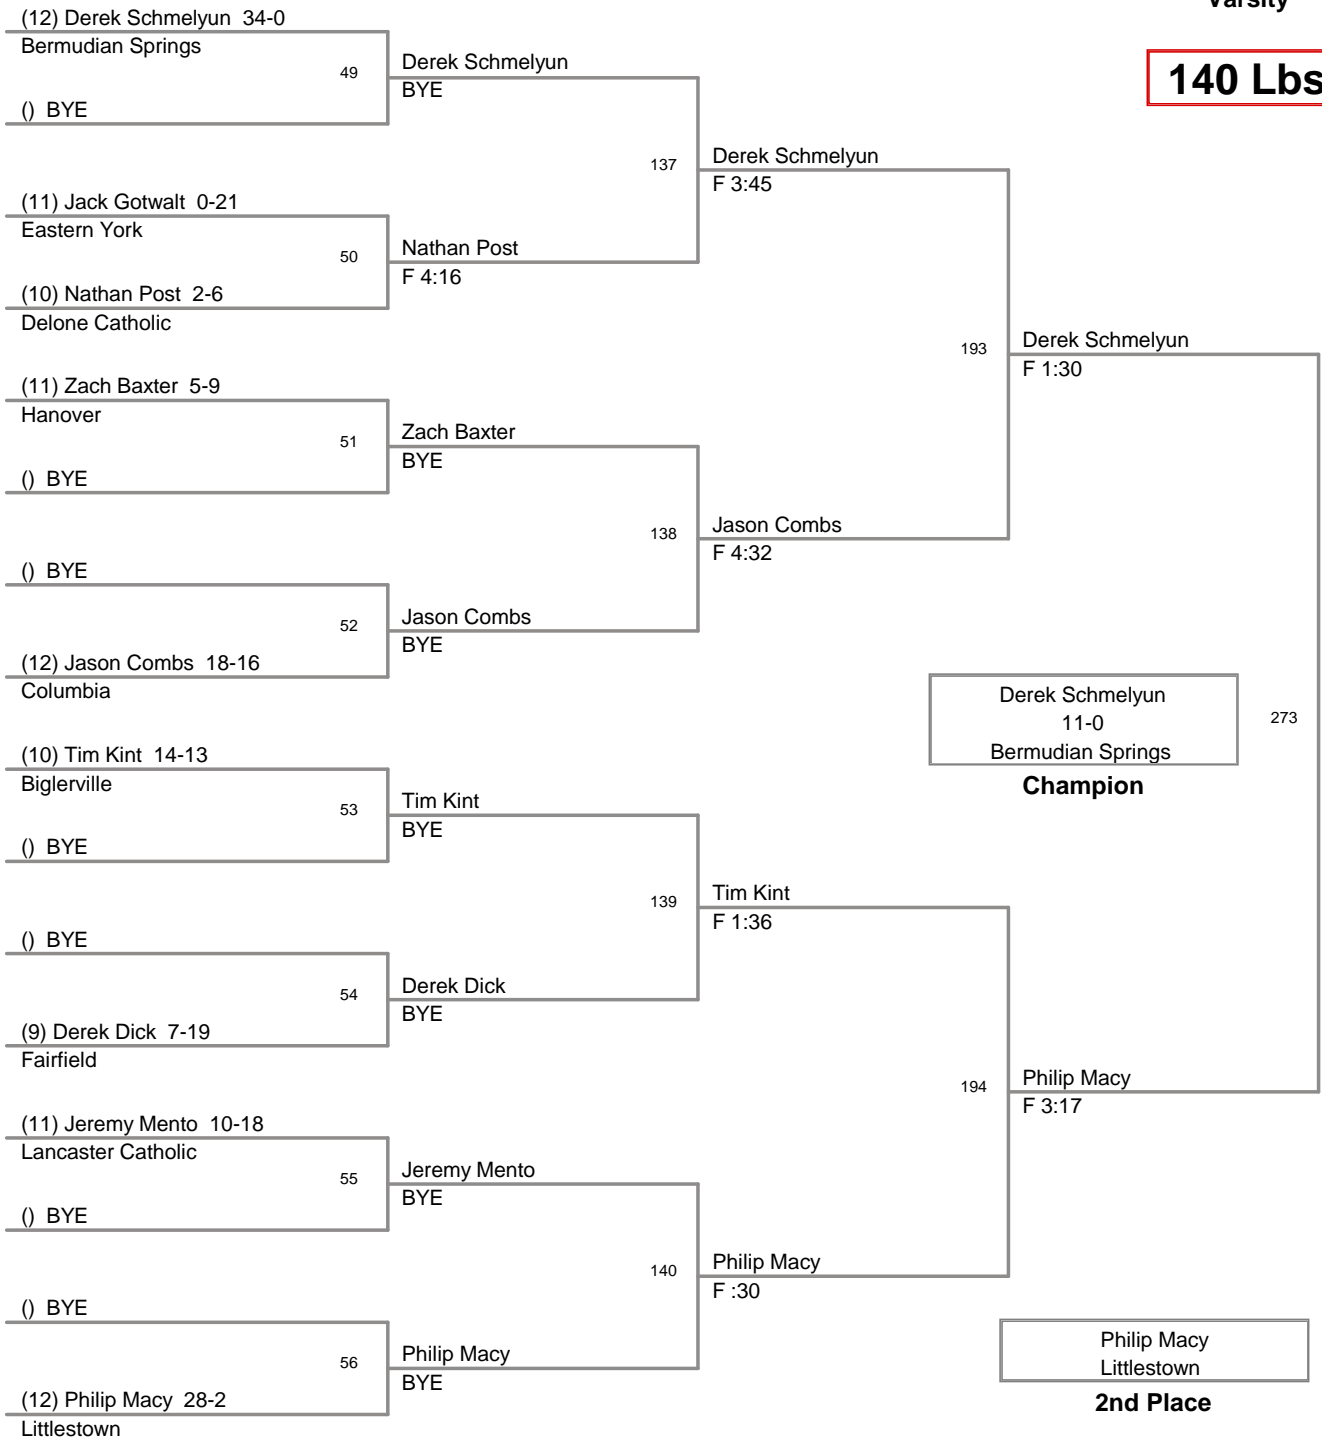 Varsity
140 Lbs
(12) Derek Schmelyun 34-0
Bermudian Springs
49
() BYE
(11) Jack Gotwalt 0-21
Eastern York
50
(10) Nathan Post 2-6
Delone Catholic
(11) Zach Baxter 5-9
Hanover
51
() BYE
() BYE
52
(12) Jason Combs 18-16
Columbia
(10) Tim Kint 14-13
Biglerville
53
() BYE
() BYE
54
(9) Derek Dick 7-19
Fairfield
(11) Jeremy Mento 10-18
Lancaster Catholic
55
() BYE
() BYE
56
(12) Philip Macy 28-2
Littlestown
Derek Schmelyun
BYE
137
Nathan Post
F 4:16
Zach Baxter
BYE
138
Jason Combs
BYE
Tim Kint
BYE
139
Derek Dick
BYE
Jeremy Mento
BYE
140
Philip Macy
BYE
Derek Schmelyun
F 3:45
193
Jason Combs
F 4:32
Tim Kint
F 1:36
194
Philip Macy
F :30
Derek Schmelyun
F 1:30
273
Philip Macy
F 3:17
Derek Schmelyun
11-0
Bermudian Springs
Champion
Philip Macy
Littlestown
2nd Place